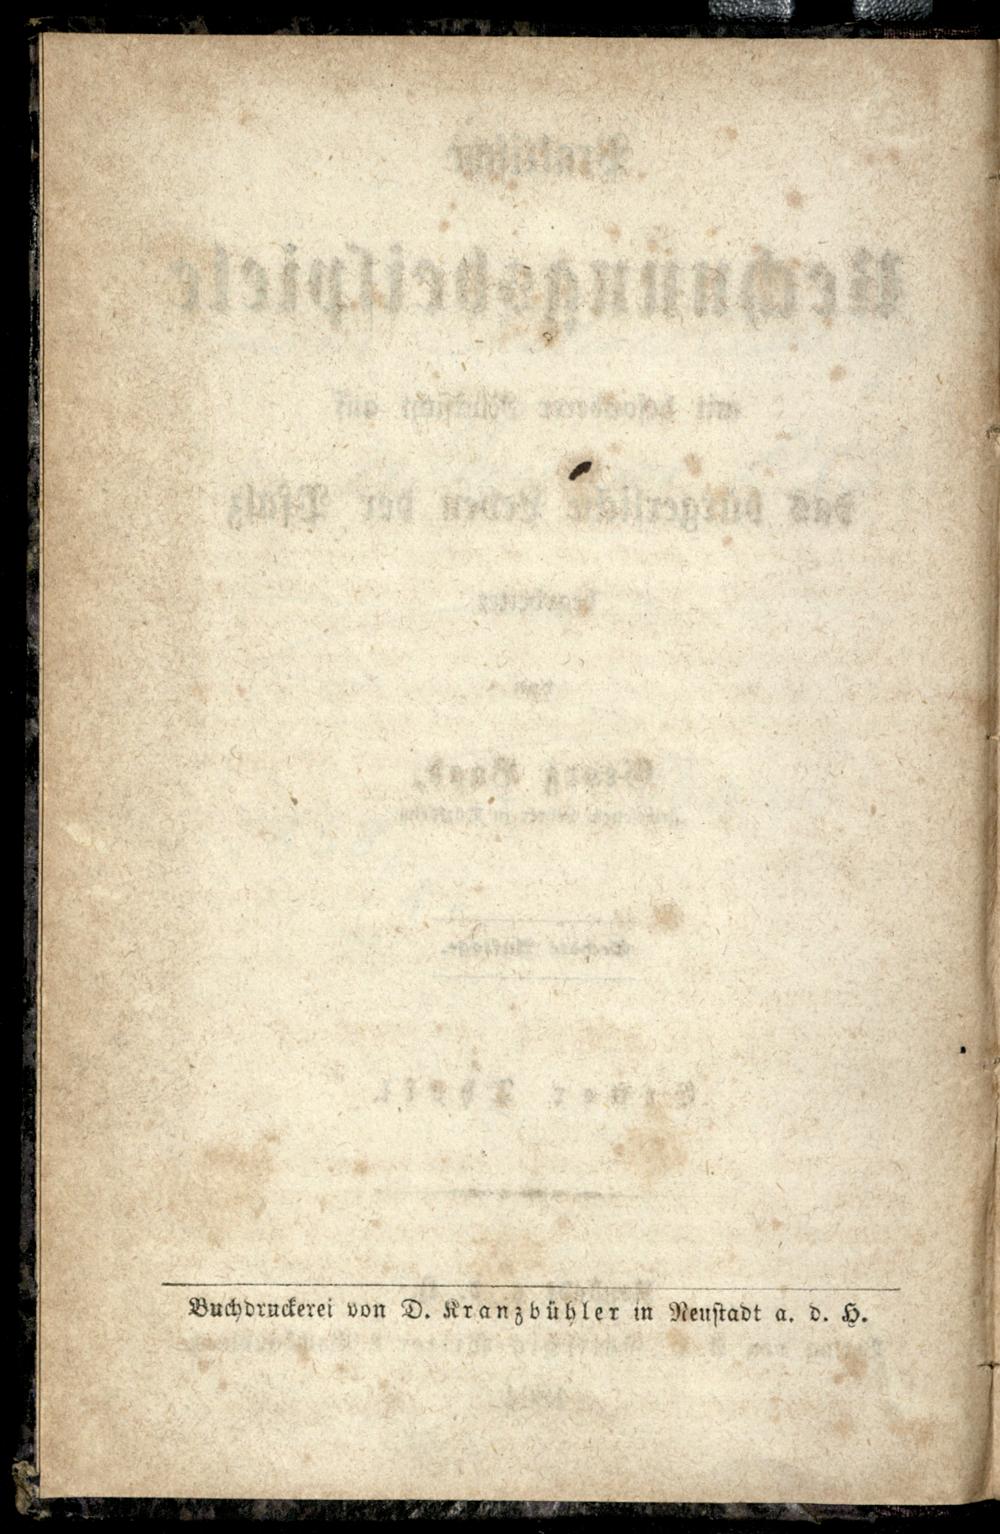 Buchdruckerei von D. Kranzbühler in Neustadt a. d. H.